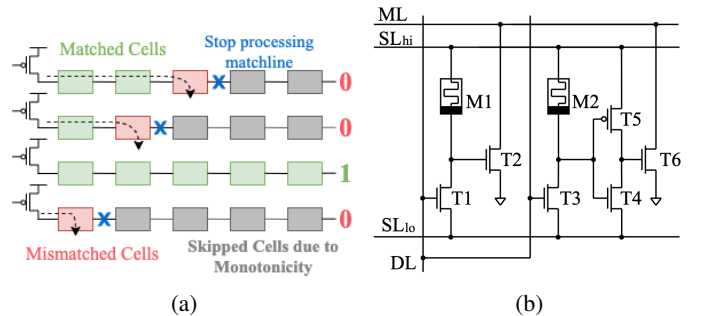 Matched Cells
Stop processing
matchline
0
0
1
0
Mismatched Cells
Skipped Cells due to
Monotonicity
(a)
ML
SLhi
M1
M2
T5
T2
T6
T1
T3
T4
SLlo
DL
(b)